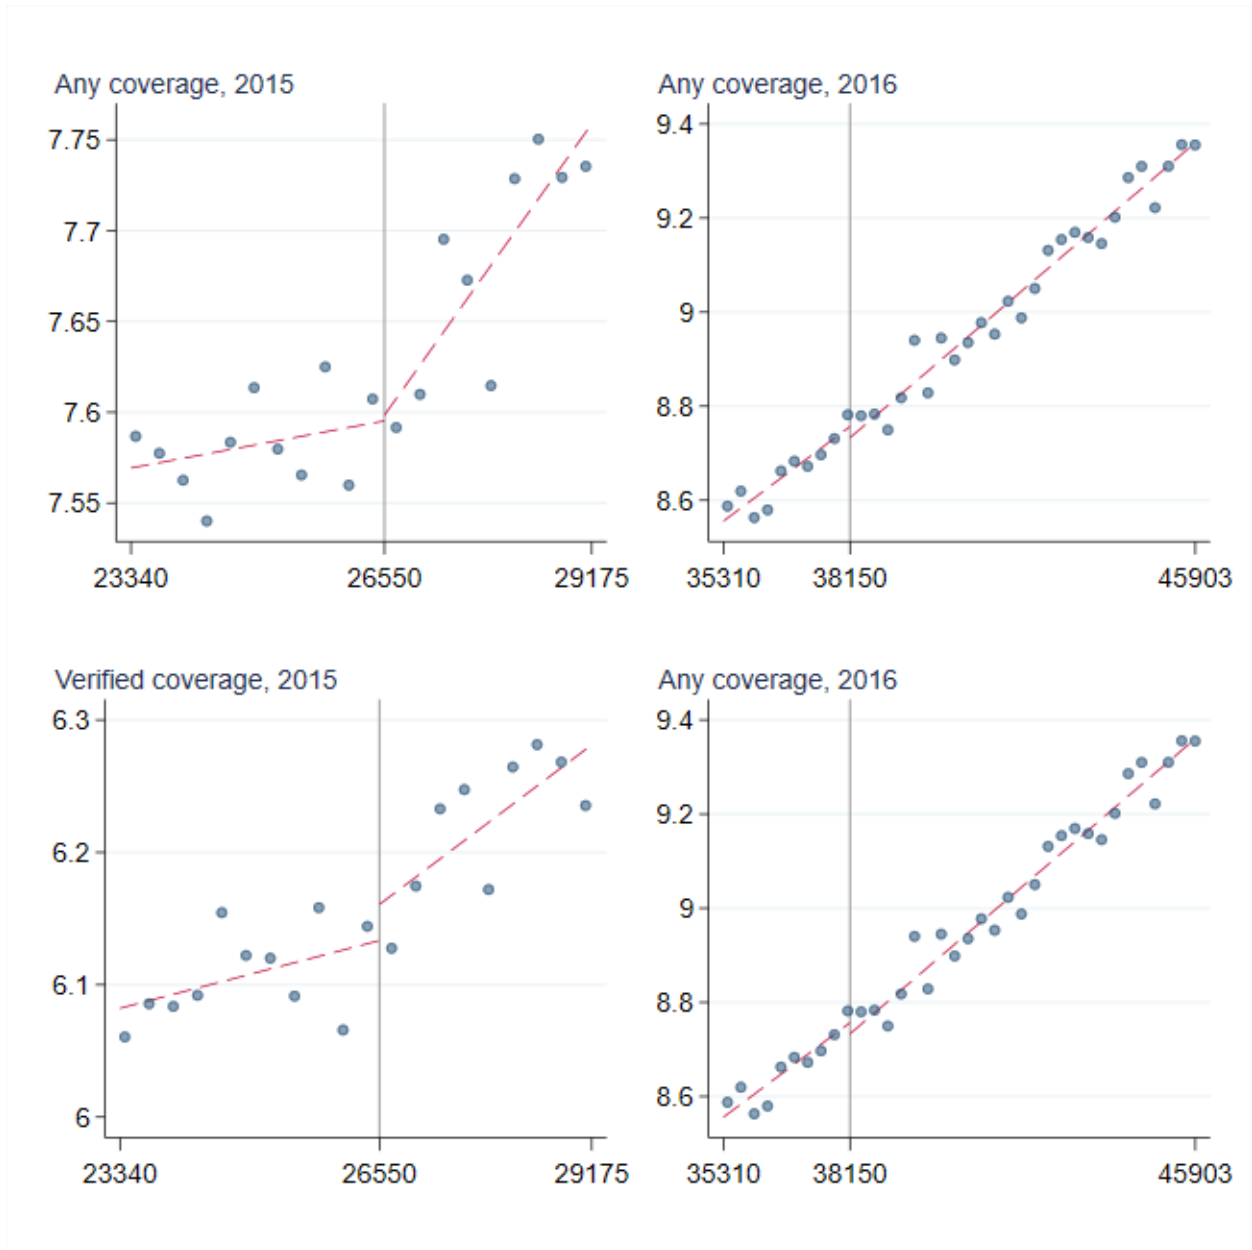 Any coverage, 2015
7.75
7.7
7.65
7.6
7.55
23340 26550 29175
Any coverage, 2016
9.4
9.2
9
8.8
8.6
35310 38150 45903
Verified coverage, 2015
6.3
6.2
6.1
6
23340 26550 29175
Any coverage, 2016
9.4
9.2
9
8.8
8.6
35310 38150 45903